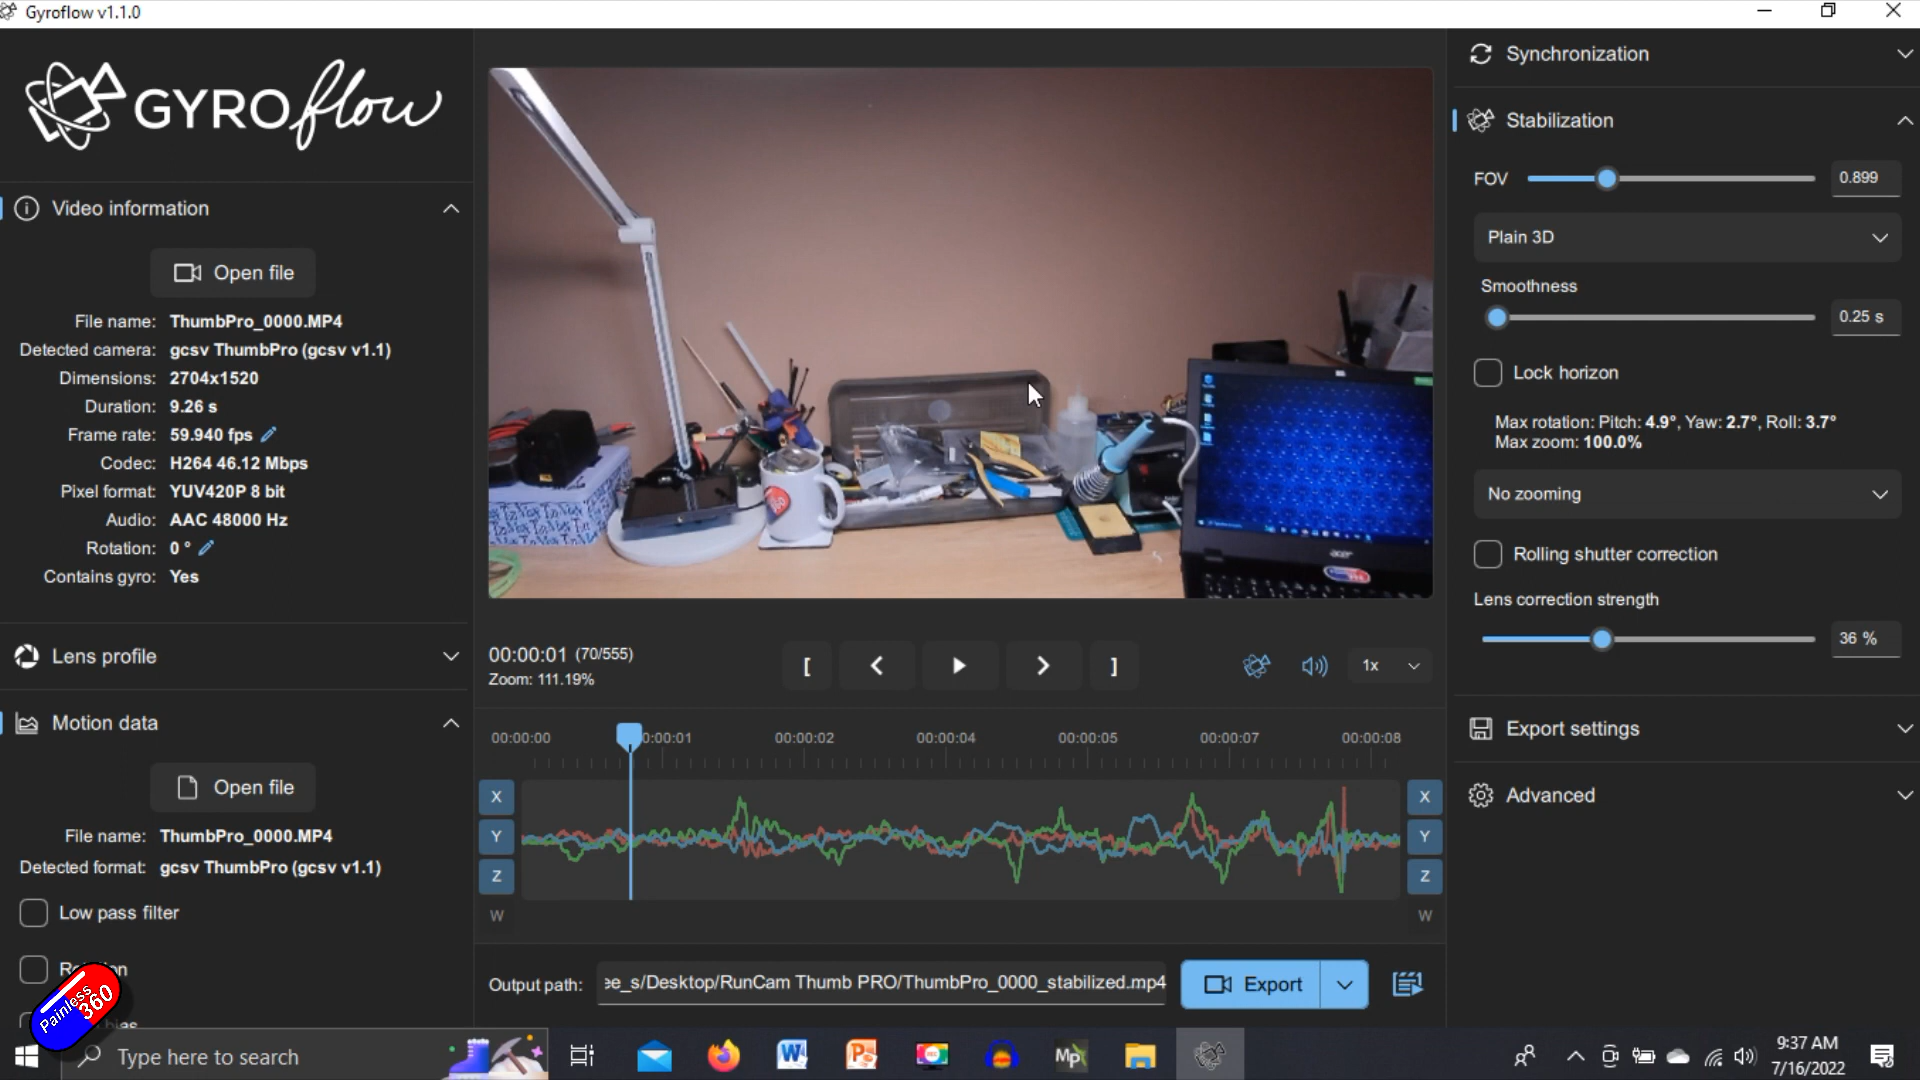 Gyroflow v1.1.0
GYROflow
Video information
Open file
File name: ThumbPro_0000.MP4
Detected camera: gcsv ThumbPro (gcsv v1.1)
Dimensions: 2704x1520
Duration: 9.26 s
Frame rate: 59.940 fps
Codec: H264 46.12 Mbps
Pixel format: YUV420P 8 bit
Audio: AAC 48000 Hz
Rotation: 0 °
Contains gyro: Yes
Lens profile
Motion data
Open file
File name: ThumbPro_0000.MP4
Detected format: gcsv ThumbPro (gcsv v1.1)
Low pass filter
Painless
360
acer
00:00:01 (70/555)
Zoom: 111.19%
[
]
1x
00:00:00
0:00:01
00:00:02
00:00:04
00:00:05
00:00:07
00:00:08
X
Y
Z
W
X
Y
Z
W
Output path: ee_s/Desktop/RunCam Thumb PRO/ThumbPro_0000_stabilized.mp4
Export
Synchronization
Stabilization
FOV 0.899
Plain 3D
Smoothness
0.25 s
Lock horizon
Max rotation: Pitch: 4.9°, Yaw: 2.7°, Roll: 3.7°
Max zoom: 100.0%
No zooming
Rolling shutter correction
Lens correction strength
36 %
Export settings
Advanced
Type here to search
9:37 AM
7/16/2022